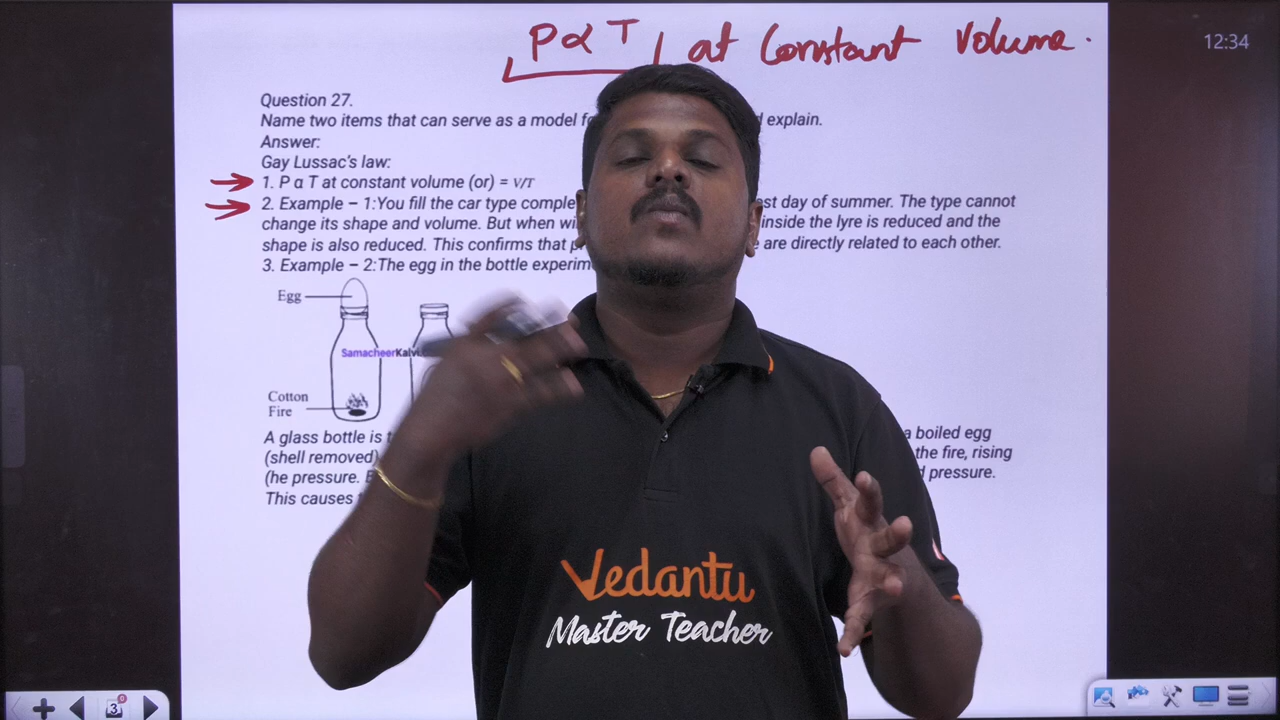 P α T at Constant Volume.
12:34
Question 27.
Name two items that can serve as a model explain.
Answer:
Gay Lussac's law:
1. P α T at constant volume (or) = V/T
2. Example – 1:You fill the car type est day of summer. The type cannot
change its shape and volume. But when inside the lyre is reduced and the
shape is also reduced. This confirms that are directly related to each other.
3. Example – 2:The egg in the bottle
Egg
SamacheerKalvi.
Cotton
Fire
A glass bottle is a boiled egg
(shell removed) the fire, rising
(he pressure. pressure.
This causes
Vedantu
Master Teacher
3